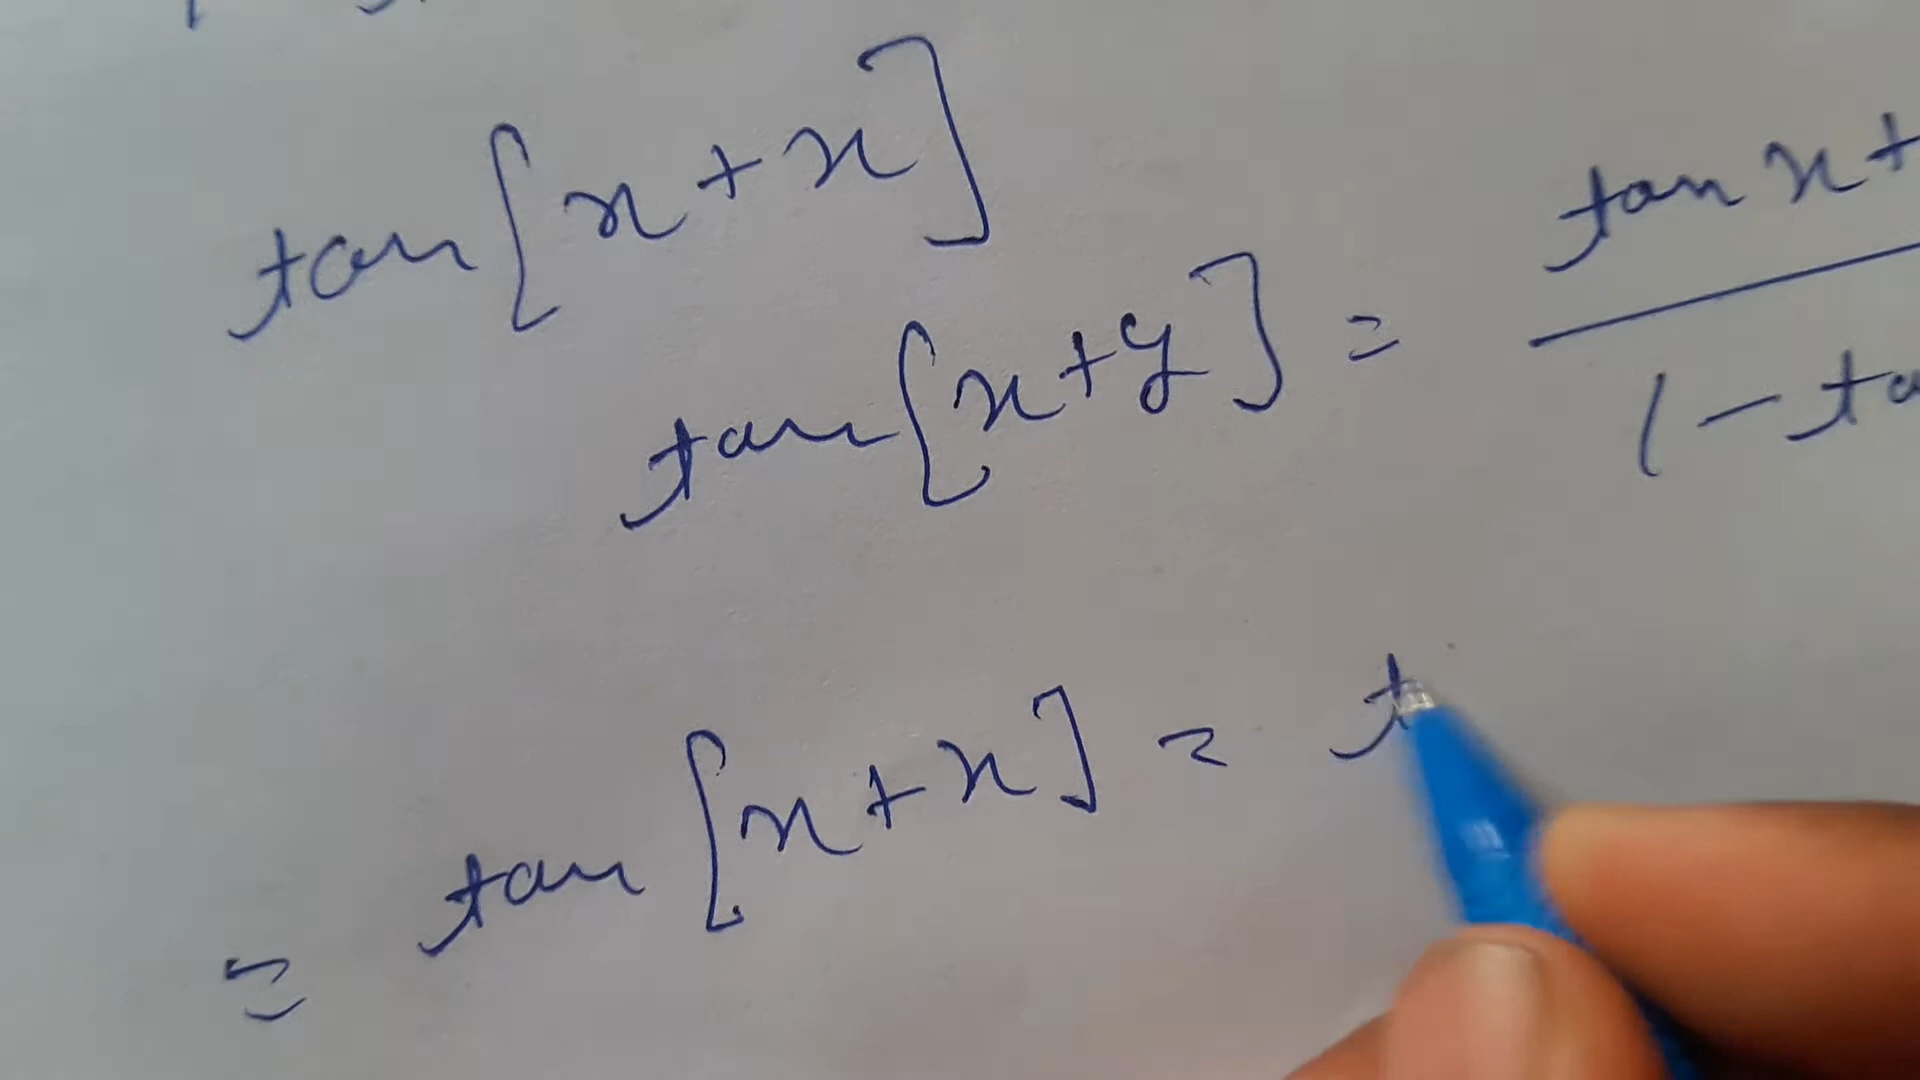 tan[x+x]
tan[x+y] = tan x +
1 - ta
= tan[x+x] = t